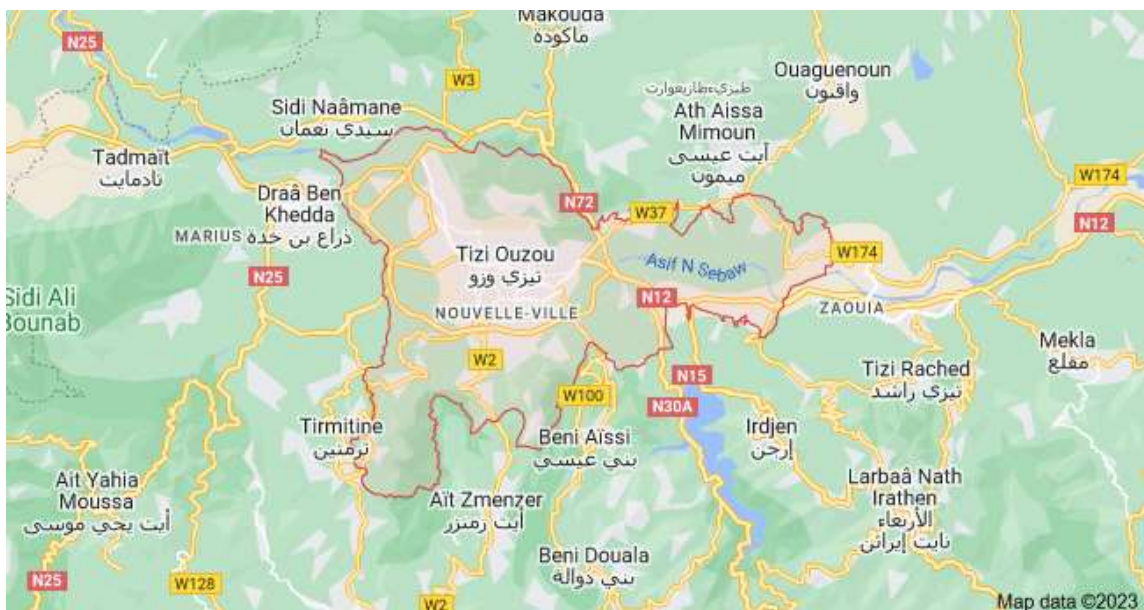 Makouda
ماكودة
N25
W3
Ouaguenoun
واقنون
Sidi Naâmane
سيدي نعمان
Ath Aissa
Mimoun
آيت عيسى
ميمون
Tadmaït
تادمايت
W174
Draâ Ben
Khedda
ذراع بن خدة
N72
W37
N12
MARIUS
Tizi Ouzou
تيزي وزو
Asif N Sebaw
W174
N25
Sidi Ali
Bounab
NOUVELLE-VILLE
N12
ZAOUIA
Mekla
مقلع
W2
Tizi Rached
تيزي راشد
N15
W100
N30A
Tirmitine
ترمتين
Beni Aïssi
بني عيسي
Irdjen
إرجن
Ait Yahia
Moussa
أيت يحي موسى
Aït Zmenzer
أيت زمنزر
Larbaâ Nath
Irathen
الأربعاء
نايت إيراثن
Beni Douala
بني دوالة
N25
W128
W2
Map data ©2023